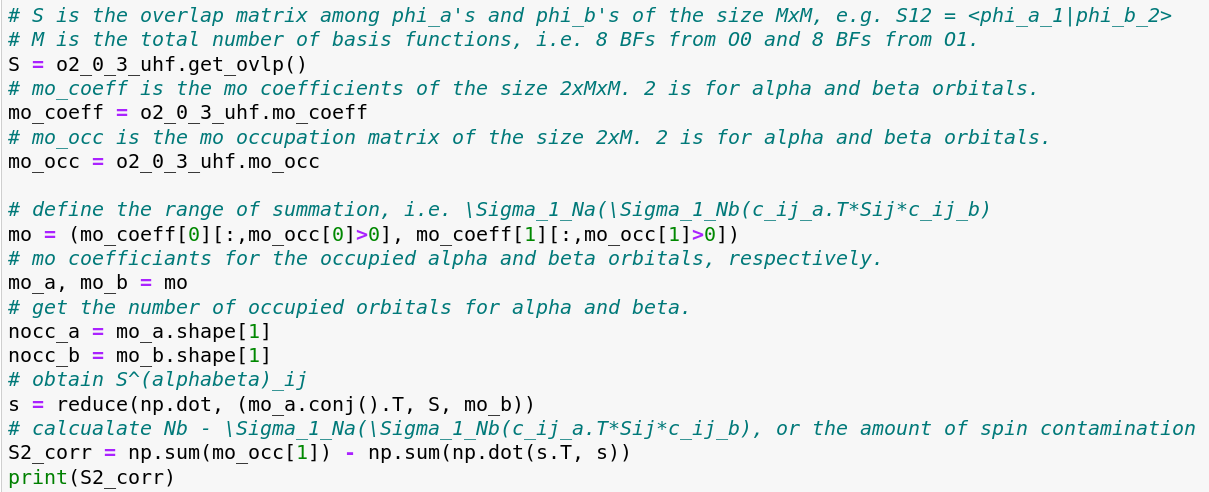 # S is the overlap matrix among phi_a's and phi_b's of the size MxM, e.g. S12 = <phi_a_1|phi_b_2>
# M is the total number of basis functions, i.e. 8 BFs from O0 and 8 BFs from O1.
S = o2_0_3_uhf.get_ovlp()
# mo_coeff is the mo coefficients of the size 2xMxM. 2 is for alpha and beta orbitals.
mo_coeff = o2_0_3_uhf.mo_coeff
# mo_occ is the mo occupation matrix of the size 2xM. 2 is for alpha and beta orbitals.
mo_occ = o2_0_3_uhf.mo_occ
# define the range of summation, i.e. \Sigma_1_Na(\Sigma_1_Nb(c_ij_a.T*Sij*c_ij_b)
mo = (mo_coeff[0][:,mo_occ[0]>0], mo_coeff[1][:,mo_occ[1]>0])
# mo coefficiants for the occupied alpha and beta orbitals, respectively.
mo_a, mo_b = mo
# get the number of occupied orbitals for alpha and beta.
nocc_a = mo_a.shape[1]
nocc_b = mo_b.shape[1]
# obtain S^(alphabeta)_ij
s = reduce(np.dot, (mo_a.conj().T, S, mo_b))
# calcualate Nb - \Sigma_1_Na(\Sigma_1_Nb(c_ij_a.T*Sij*c_ij_b), or the amount of spin contamination
S2_corr = np.sum(mo_occ[1]) - np.sum(np.dot(s.T, s))
print(S2_corr)